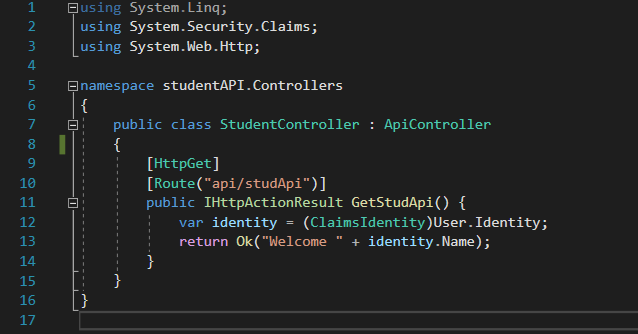 1 using System.Linq;
2 using System.Security.Claims;
3 using System.Web.Http;
4
5 namespace studentAPI.Controllers
6 {
7 public class StudentController : ApiController
8 {
9 [HttpGet]
10 [Route("api/studApi")]
11 public IHttpActionResult GetStudApi() {
12 var identity = (ClaimsIdentity)User.Identity;
13 return Ok("Welcome " + identity.Name);
14 }
15 }
16 }
17